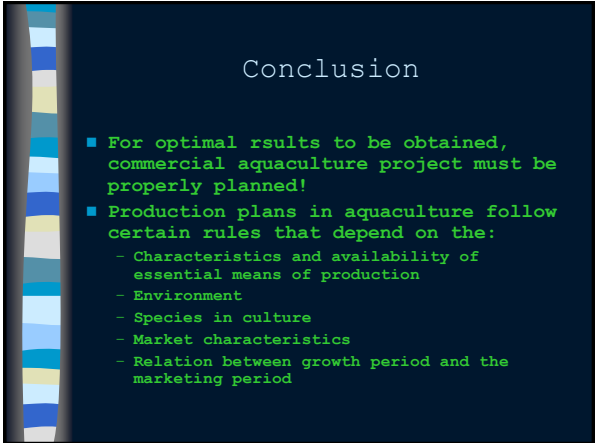 Conclusion
For optimal rsults to be obtained,
commercial aquaculture project must be
properly planned!
Production plans in aquaculture follow
certain rules that depend on the:
– Characteristics and availability of
essential means of production
– Environment
– Species in culture
– Market characteristics
– Relation between growth period and the
marketing period